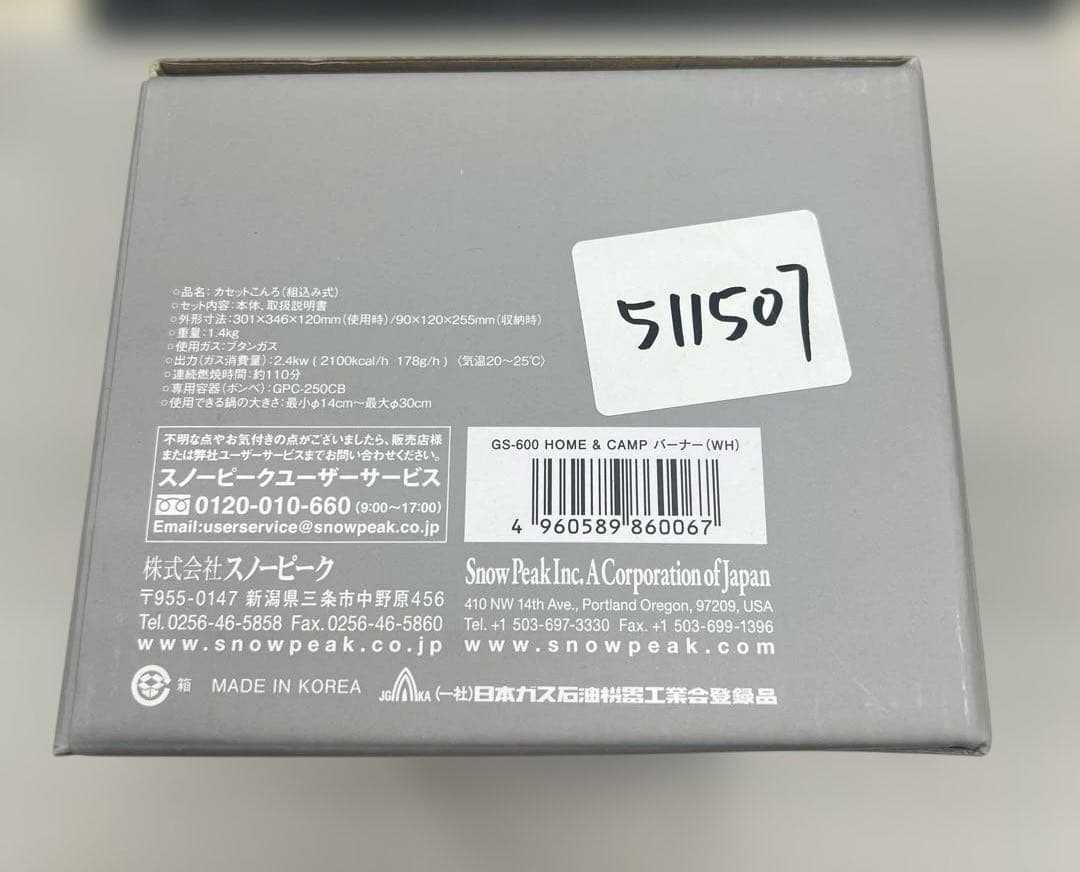 ○品名：カセットこんろ（組込み式）
○セット内容：本体、取扱説明書
○外形寸法：301×346×120mm（使用時）/90×120×255mm（収納時）
○重量：1.4kg
○使用ガス：ブタンガス
○出力（ガス消費量）：2.4kw ( 2100kcal/h 178g/h )〈気温20～25℃〉
○連続燃焼時間：約110分
○専用容器（ボンベ）：GPC-250CB
○使用できる鍋の大きさ：最小φ14cm～最大φ30cm
511507
不明な点やお気付きの点がございましたら、販売店様
または弊社ユーザーサービスまでお問い合わせください。
スノーピークユーザーサービス
0120-010-660（9:00～17:00）
Email:userservice@snowpeak.co.jp
GS-600 HOME & CAMP バーナー（WH）
4 960589 860067
株式会社スノーピーク
〒955-0147 新潟県三条市中野原456
Tel. 0256-46-5858 Fax. 0256-46-5860
www.snowpeak.co.jp
Snow Peak Inc. A Corporation of Japan
410 NW 14th Ave., Portland Oregon, 97209, USA
Tel. +1 503-697-3330 Fax. +1 503-699-1396
www.snowpeak.com
箱 MADE IN KOREA JGKA （一社）日本ガス石油機器工業会登録品